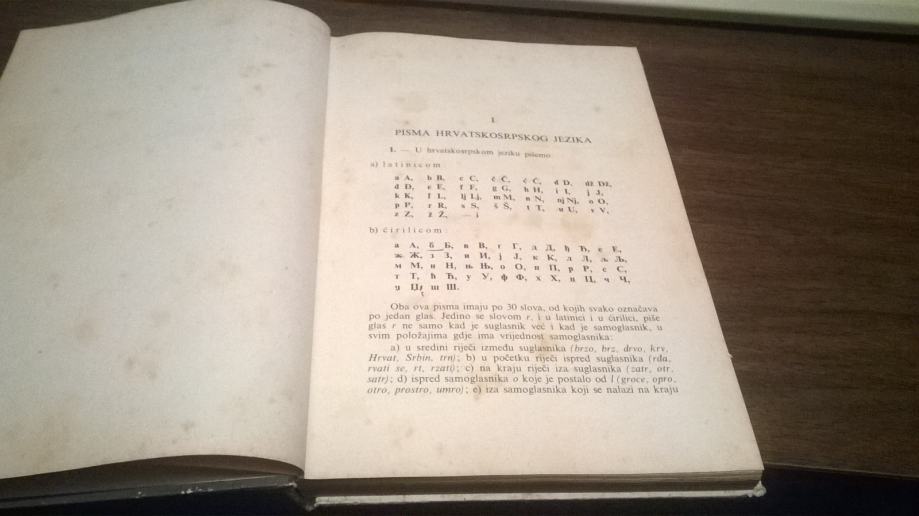 I
PISMA HRVATSKOSRPSKOG JEZIKA
1. — U hrvatskosrpskom jeziku pišemo
a) latinicom:
a A, b B, c C, č Č, ć Ć, d D, dž Dž,
đ Đ, e E, f F, g G, h H, i I, j J,
k K, l L, lj Lj, m M, n N, nj Nj, o O,
p P, r R, s S, š Š, t T, u U, v V,
z Z, ž Ž, — i
b) ćirilicom:
а А, б Б, в В, г Г, д Д, ђ Ђ, е Е,
ж Ж, з З, и И, ј Ј, к К, л Л, љ Љ,
м М, н Н, њ Њ, о О, п П, р Р, с С,
т Т, ћ Ћ, у У, ф Ф, х Х, ц Ц, ч Ч,
џ Џ, ш Ш.
Oba ova pisma imaju po 30 slova, od kojih svako označava
po jedan glas. Jedino se slovom r, i u latinici i u ćirilici, piše
glas r ne samo kad je suglasnik već i kad je samoglasnik, u
svim položajima gdje ima vrijednost samoglasnika:
a) u sredini riječi između suglasnika (brzo, brz, drvo, krv,
Hrvat, Srbin, trn); b) u početku riječi ispred suglasnika (rđa,
rvati se, rt, rzati); c) na kraju riječi iza suglasnika (zatr, otr,
satr); d) ispred samoglasnika o koje je postalo od l (groce, opro,
otro, prostro, umro); e) iza samoglasnika koji se nalazi na kraju